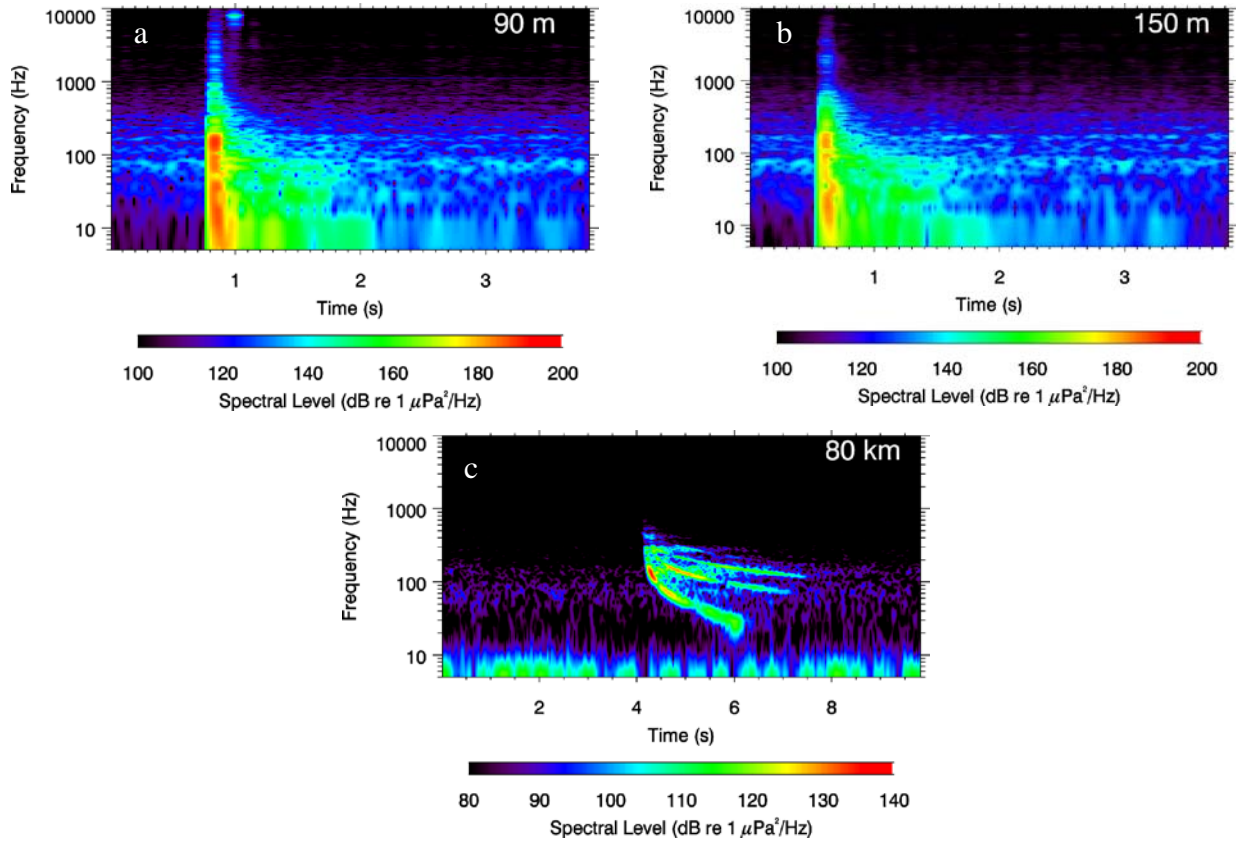 a
90 m
Frequency (Hz)
10000
1000
100
10
1 2 3
Time (s)
100 120 140 160 180 200
Spectral Level (dB re 1 μPa²/Hz)
b
150 m
Frequency (Hz)
10000
1000
100
10
1 2 3
Time (s)
100 120 140 160 180 200
Spectral Level (dB re 1 μPa²/Hz)
c
80 km
Frequency (Hz)
10000
1000
100
10
2 4 6 8
Time (s)
80 90 100 110 120 130 140
Spectral Level (dB re 1 μPa²/Hz)